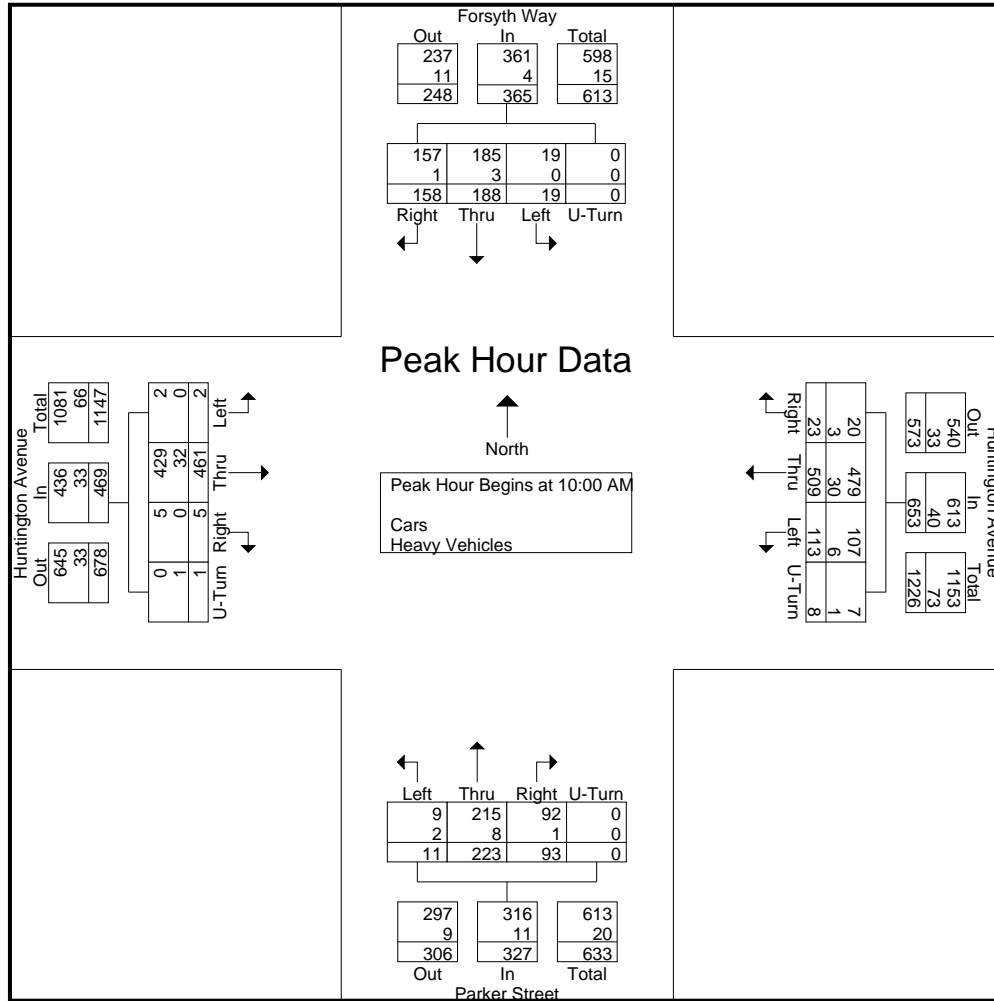 Forsyth Way
Out In Total
237 361 598
11 4 15
248 365 613
157 185 19 0
1 3 0 0
158 188 19 0
Right Thru Left U-Turn
Peak Hour Data
North
Peak Hour Begins at 10:00 AM
Cars
Heavy Vehicles
Huntington Avenue
Out In Total
645 436 1081
33 33 66
678 469 1147
0 5 429 2
1 0 32 0
1 5 461 2
U-Turn Right Thru Left
Huntington Avenue
Out In Total
540 613 1153
33 40 73
573 653 1226
20 479 107 7
3 30 6 1
23 509 113 8
Right Thru Left U-Turn
Left Thru Right U-Turn
9 215 92 0
2 8 1 0
11 223 93 0
297 316 613
9 11 20
306 327 633
Out In Total
Parker Street